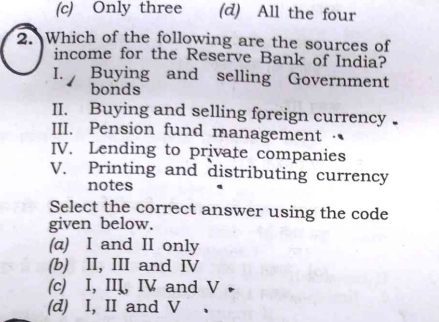 (c) Only three (d) All the four
2. Which of the following are the sources of
income for the Reserve Bank of India?
I. Buying and selling Government
bonds
II. Buying and selling foreign currency.
III. Pension fund management
IV. Lending to private companies
V. Printing and distributing currency
notes
Select the correct answer using the code
given below.
(a) I and II only
(b) II, III and IV
(c) I, III, IV and V
(d) I, II and V